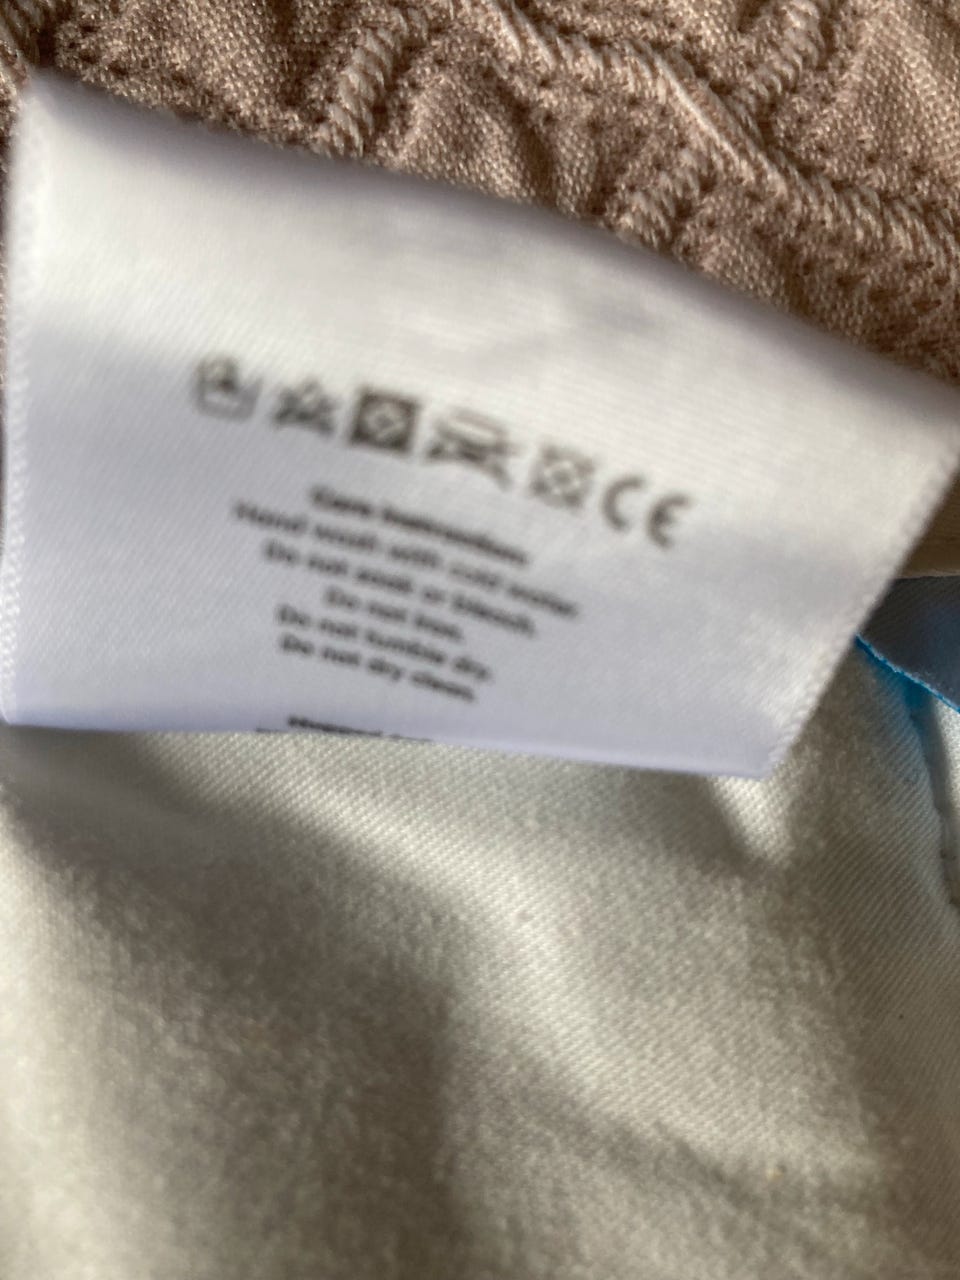 CE
Care Instruction
Hand wash with cold water.
Do not soak or bleach.
Do not iron.
Do not tumble dry.
Do not dry clean.